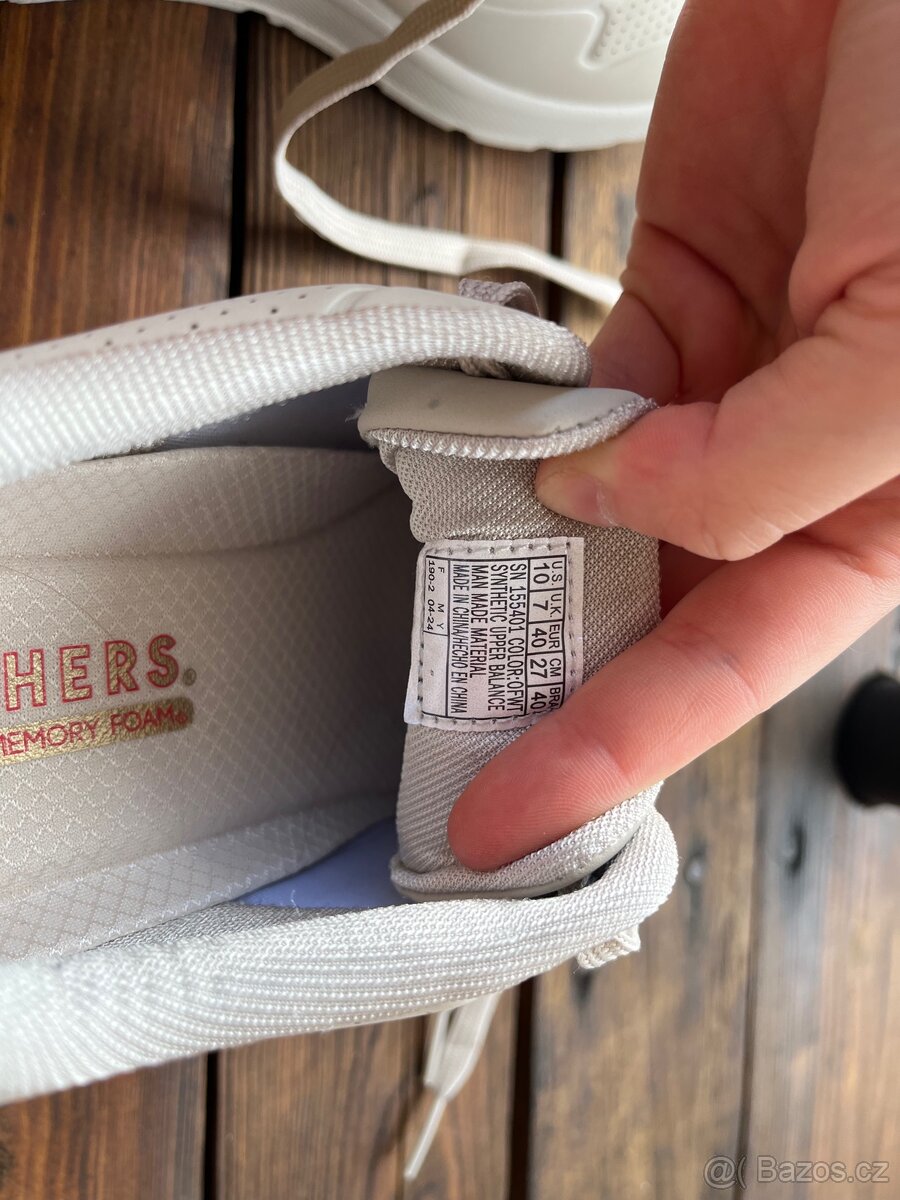 HERS®
MEMORY FOAM
U.S. U.K EUR CM BRA
10 7 40 27 40
SN 155401 COLOR:OFWT
SYNTHETIC UPPER BALANCE
MAN MADE MATERIAL
MADE IN CHINA/HECHO EN CHINA
F M Y
190-2 04-24
@( Bazos.cz